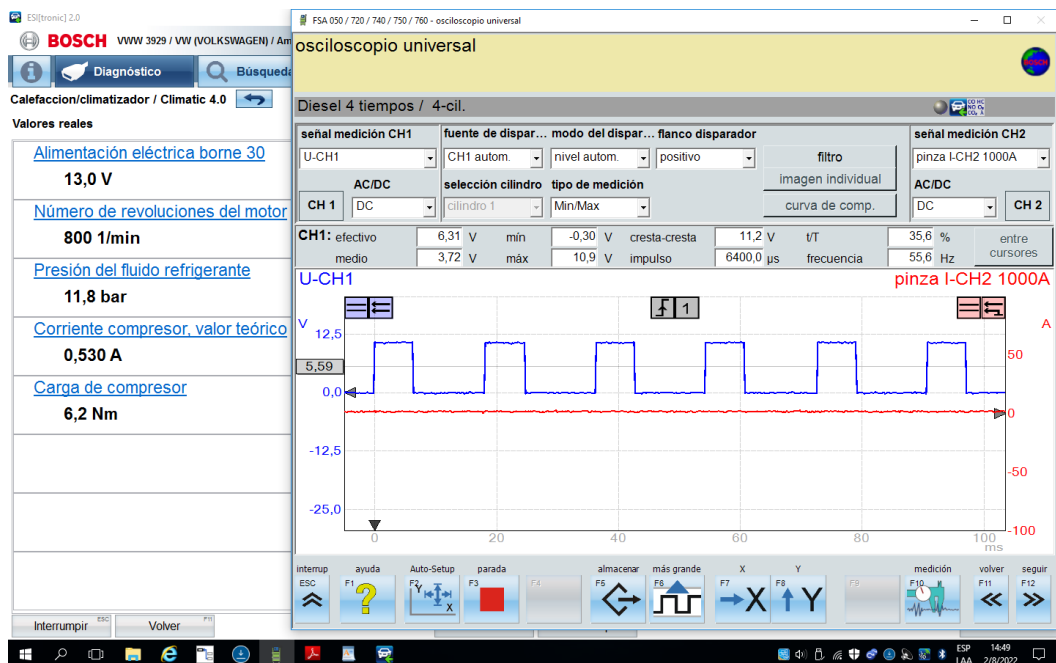 ESI[tronic] 2.0
BOSCH VWW 3929 / VW (VOLKSWAGEN) / Am
Diagnóstico
Búsqueda
Calefaccion/climatizador / Climatic 4.0
Valores reales
Alimentación eléctrica borne 30
13,0 V
Número de revoluciones del motor
800 1/min
Presión del fluido refrigerante
11,8 bar
Corriente compresor, valor teórico
0,530 A
Carga de compresor
6,2 Nm
Interrumpir ESC
Volver F11
FSA 050 / 720 / 740 / 750 / 760 - osciloscopio universal
osciloscopio universal
BOSCH
Diesel 4 tiempos / 4-cil.
CO HC
NO O₂
CO₂ λ
señal medición CH1 fuente de dispar... modo del dispar... flanco disparador señal medición CH2
U-CH1 CH1 autom. nivel autom. positivo filtro pinza I-CH2 1000A
AC/DC selección cilindro tipo de medición imagen individual AC/DC
CH 1 DC cilindro 1 Min/Max curva de comp. DC CH 2
CH1: efectivo 6,31 V mín -0,30 V cresta-cresta 11,2 V t/T 35,6 % entre cursores
medio 3,72 V máx 10,9 V impulso 6400,0 µs frecuencia 55,6 Hz
U-CH1 pinza I-CH2 1000A
1
V A
12,5
50
5,59
0,0
0
-12,5
-50
-25,0
-100
0 20 40 60 80 100
ms
interrup ayuda Auto-Setup parada almacenar más grande X Y medición volver seguir
ESC F1 F2 F3 F4 F5 F6 F7 F8 F9 F10 F11 F12
? Y X X Y
ESP 14:49
LAA 2/8/2022